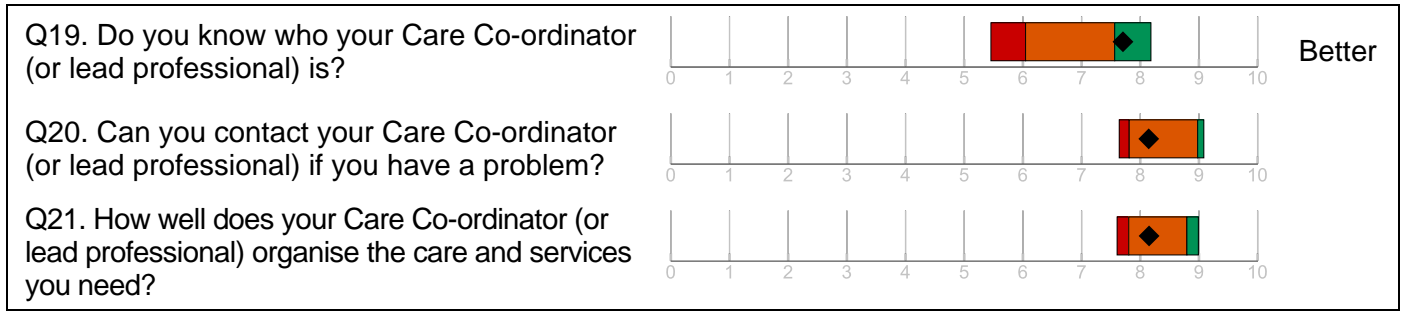 Q19. Do you know who your Care Co-ordinator
(or lead professional) is?
Better
0 1 2 3 4 5 6 7 8 9 10
Q20. Can you contact your Care Co-ordinator
(or lead professional) if you have a problem?
0 1 2 3 4 5 6 7 8 9 10
Q21. How well does your Care Co-ordinator (or
lead professional) organise the care and services
you need?
0 1 2 3 4 5 6 7 8 9 10